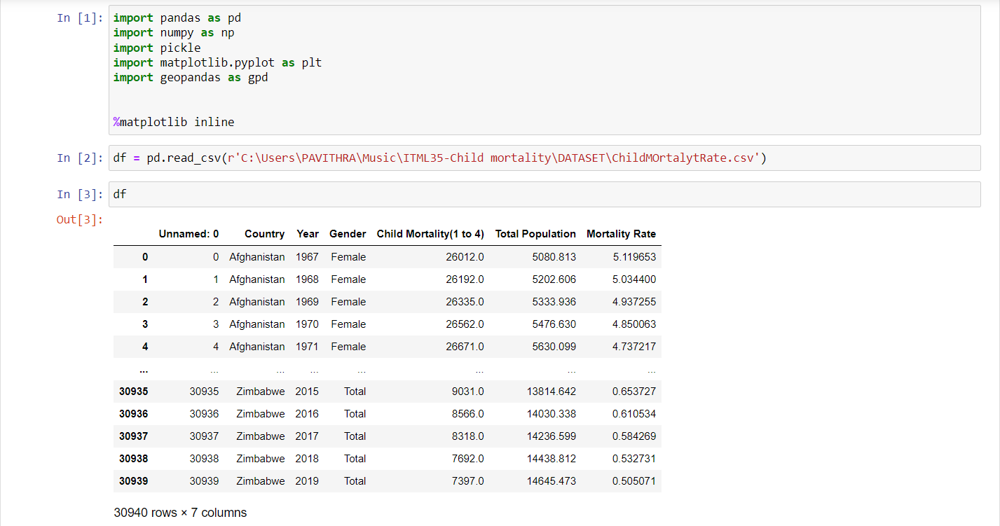 In [1]: import pandas as pd
import numpy as np
import pickle
import matplotlib.pyplot as plt
import geopandas as gpd
%matplotlib inline
In [2]: df = pd.read_csv(r'C:\Users\PAVITHRA\Music\ITML35-Child mortality\DATASET\ChildMOrtalytRate.csv')
In [3]: df
Out[3]:
Unnamed: 0 Country Year Gender Child Mortality(1 to 4) Total Population Mortality Rate
0 0 Afghanistan 1967 Female 26012.0 5080.813 5.119653
1 1 Afghanistan 1968 Female 26192.0 5202.606 5.034400
2 2 Afghanistan 1969 Female 26335.0 5333.936 4.937255
3 3 Afghanistan 1970 Female 26562.0 5476.630 4.850063
4 4 Afghanistan 1971 Female 26671.0 5630.099 4.737217
... ... ... ... ... ... ... ...
30935 30935 Zimbabwe 2015 Total 9031.0 13814.642 0.653727
30936 30936 Zimbabwe 2016 Total 8566.0 14030.338 0.610534
30937 30937 Zimbabwe 2017 Total 8318.0 14236.599 0.584269
30938 30938 Zimbabwe 2018 Total 7692.0 14438.812 0.532731
30939 30939 Zimbabwe 2019 Total 7397.0 14645.473 0.505071
30940 rows × 7 columns